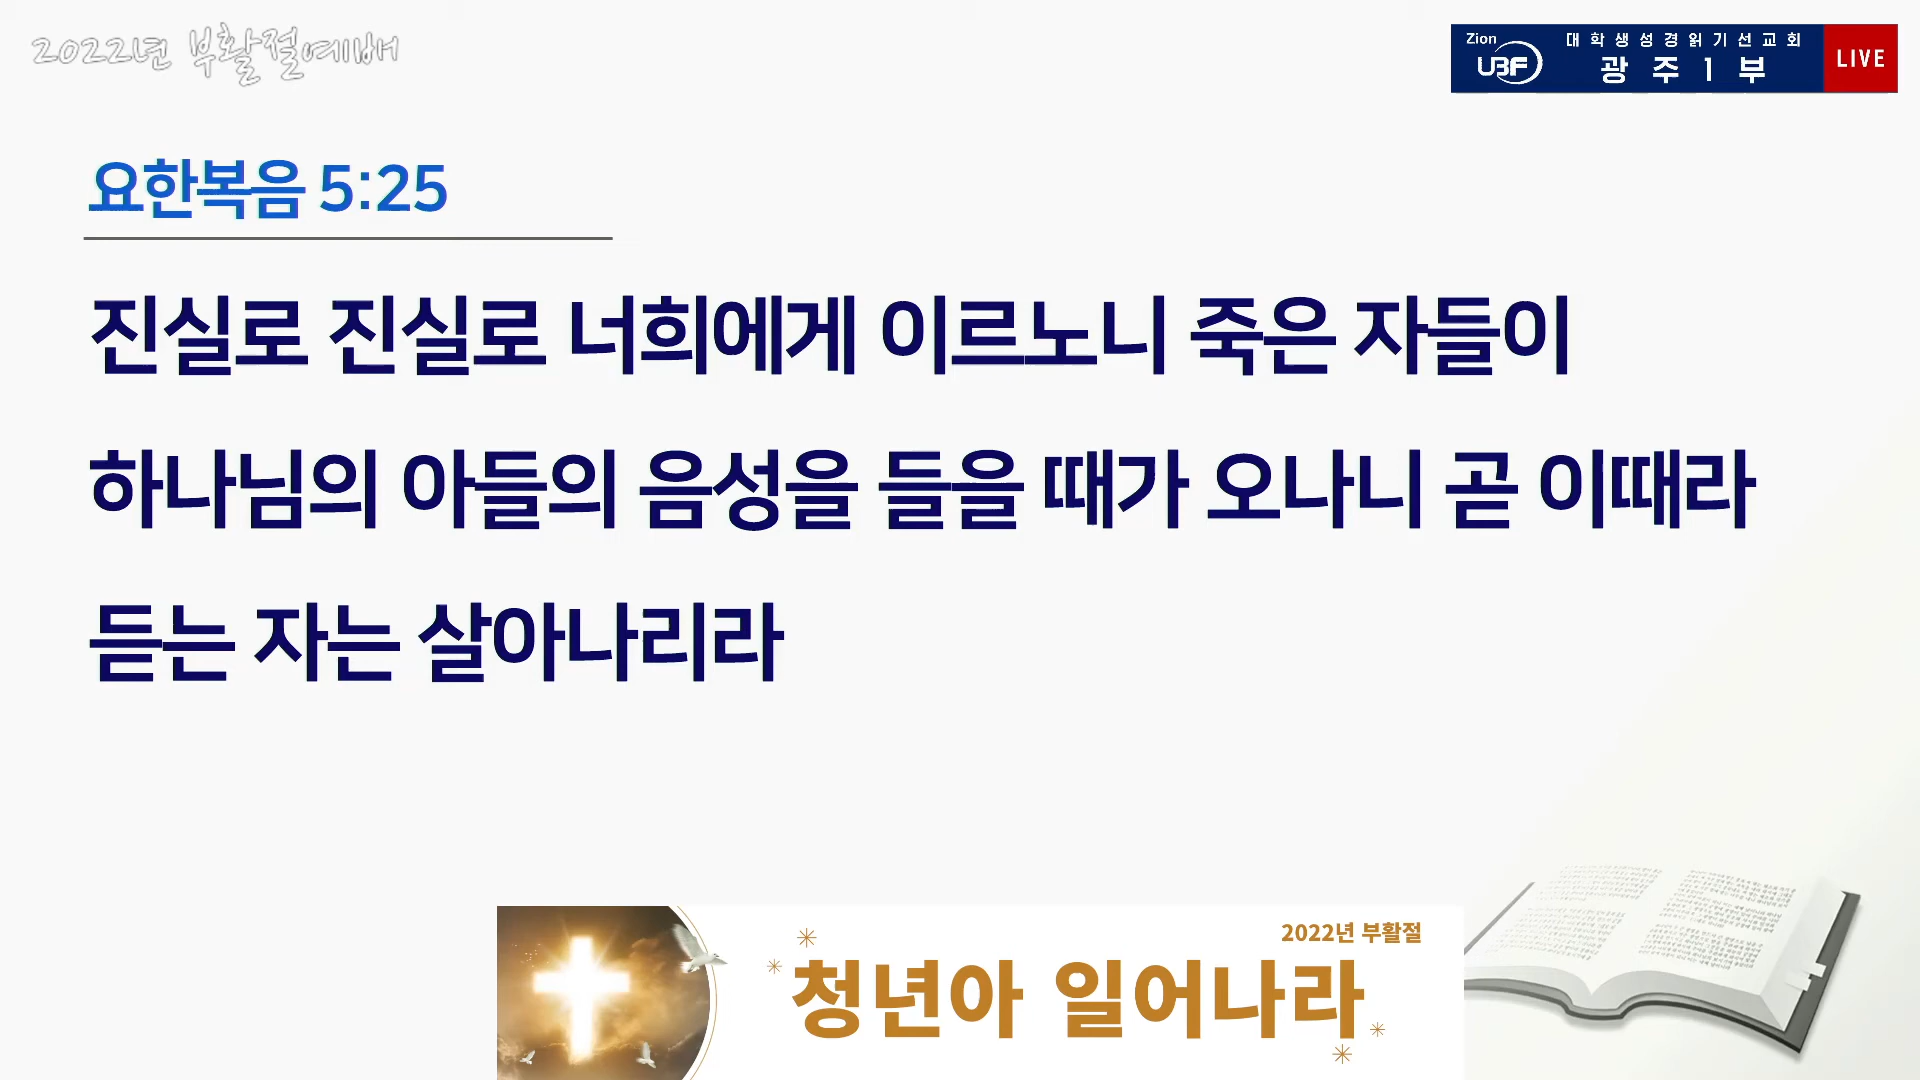 2022년 부활절예배
Zion
UBF
대학생성경읽기선교회
광주1부
LIVE
요한복음 5:25
진실로 진실로 너희에게 이르노니 죽은 자들이
하나님의 아들의 음성을 들을 때가 오나니 곧 이때라
듣는 자는 살아나리라
2022년 부활절
청년아 일어나라